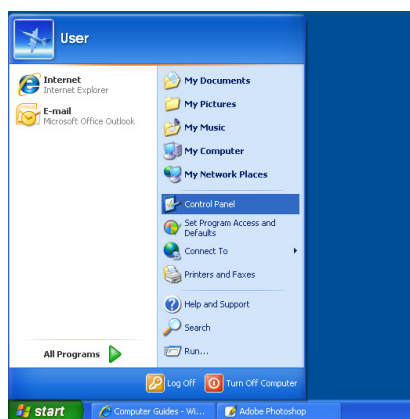 User
Internet
Internet Explorer
E-mail
Microsoft Office Outlook
All Programs
My Documents
My Pictures
My Music
My Computer
My Network Places
Control Panel
Set Program Access and
Defaults
Connect To
Printers and Faxes
Help and Support
Search
Run...
Log Off
Turn Off Computer
start
Computer Guides - Wi...
Adobe Photoshop